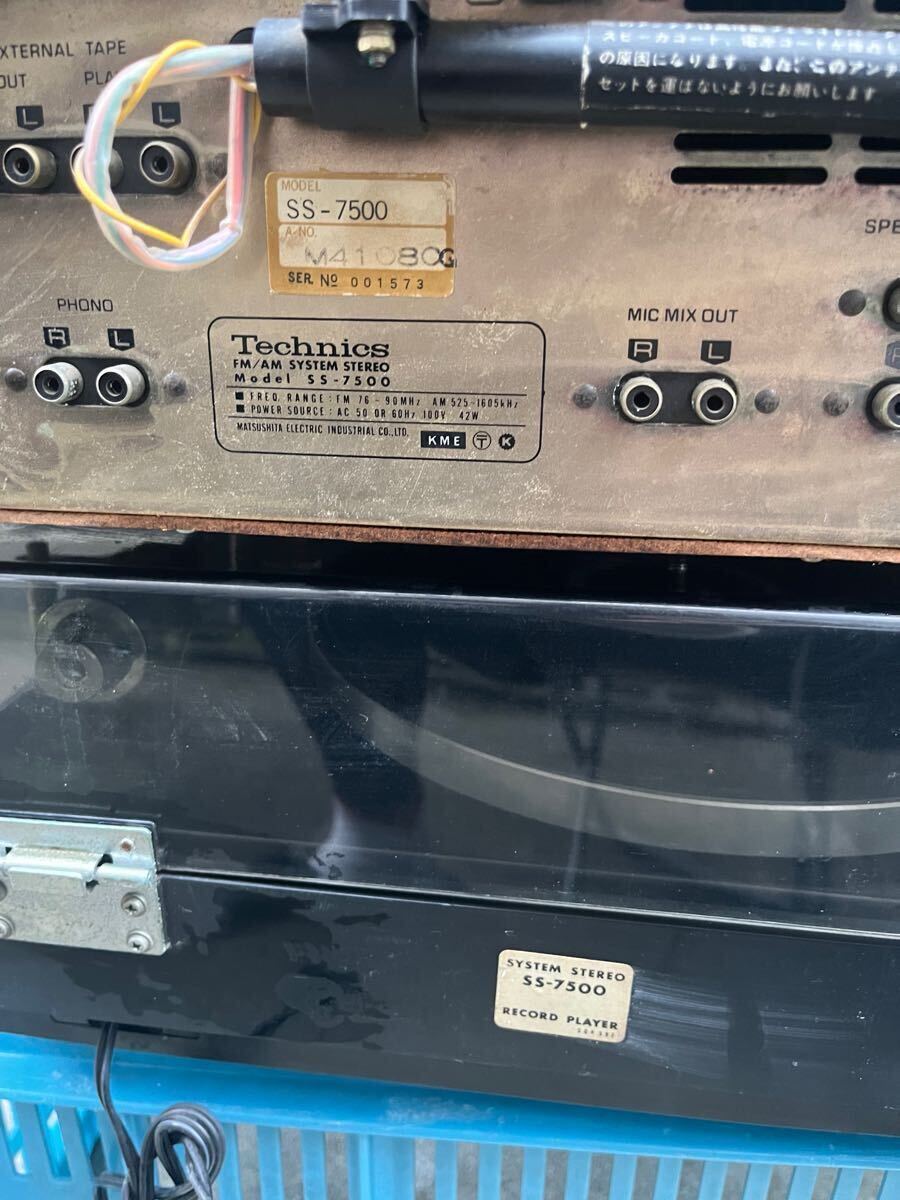 スピーカコード、電源コートが接近し
の原因になります。また、このアンテ
セットを運ばないようにお願いします
EXTERNAL TAPE
OUT
L
L
MODEL
SS-7500
A-NO.
M41080G
SER. No 001573
SPE
PHONO
R L
MIC MIX OUT
R L
Technics
FM/AM SYSTEM STEREO
Model SS-7500
■ FREQ. RANGE : FM 76-90MHz AM 525-1605kHz
■ POWER SOURCE : AC 50 OR 60Hz 100V 42W
MATSUSHITA ELECTRIC INDUSTRIAL CO.,LTD.
KME 〒 K
SYSTEM STEREO
SS-7500
RECORD PLAYER